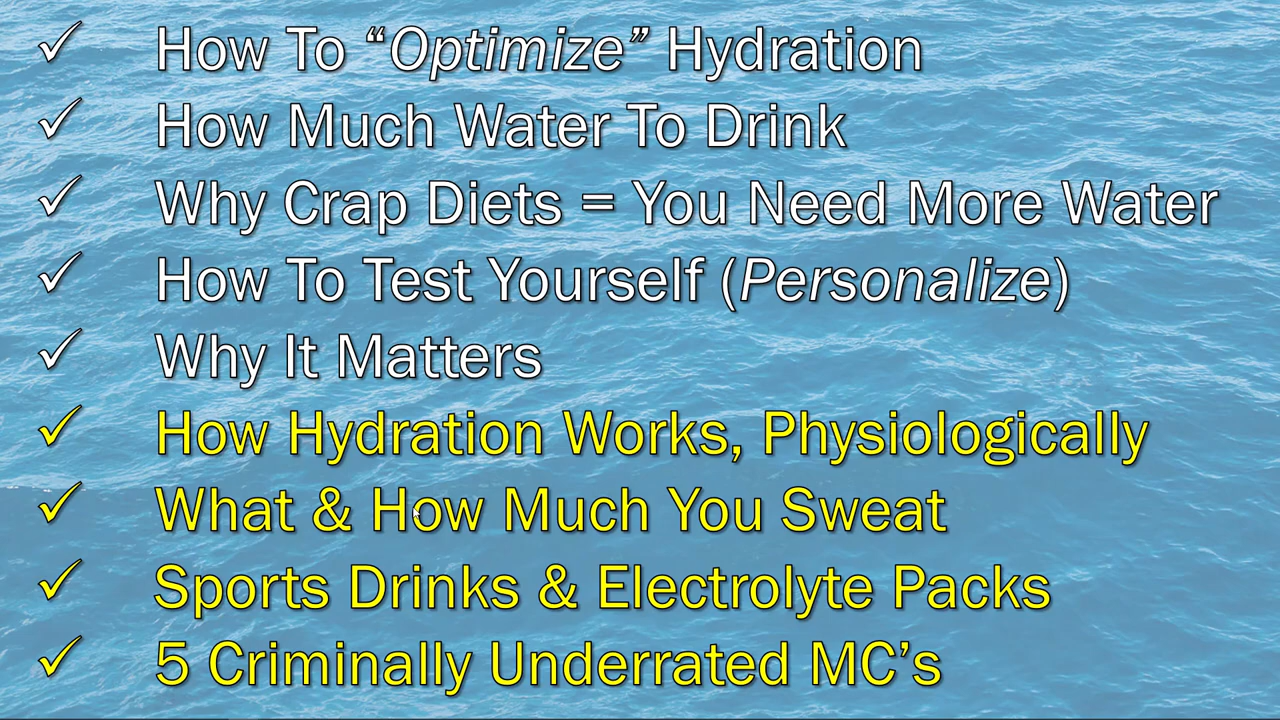 ✓ How To “Optimize” Hydration
✓ How Much Water To Drink
✓ Why Crap Diets = You Need More Water
✓ How To Test Yourself (Personalize)
✓ Why It Matters
✓ How Hydration Works, Physiologically
✓ What & How Much You Sweat
✓ Sports Drinks & Electrolyte Packs
✓ 5 Criminally Underrated MC’s